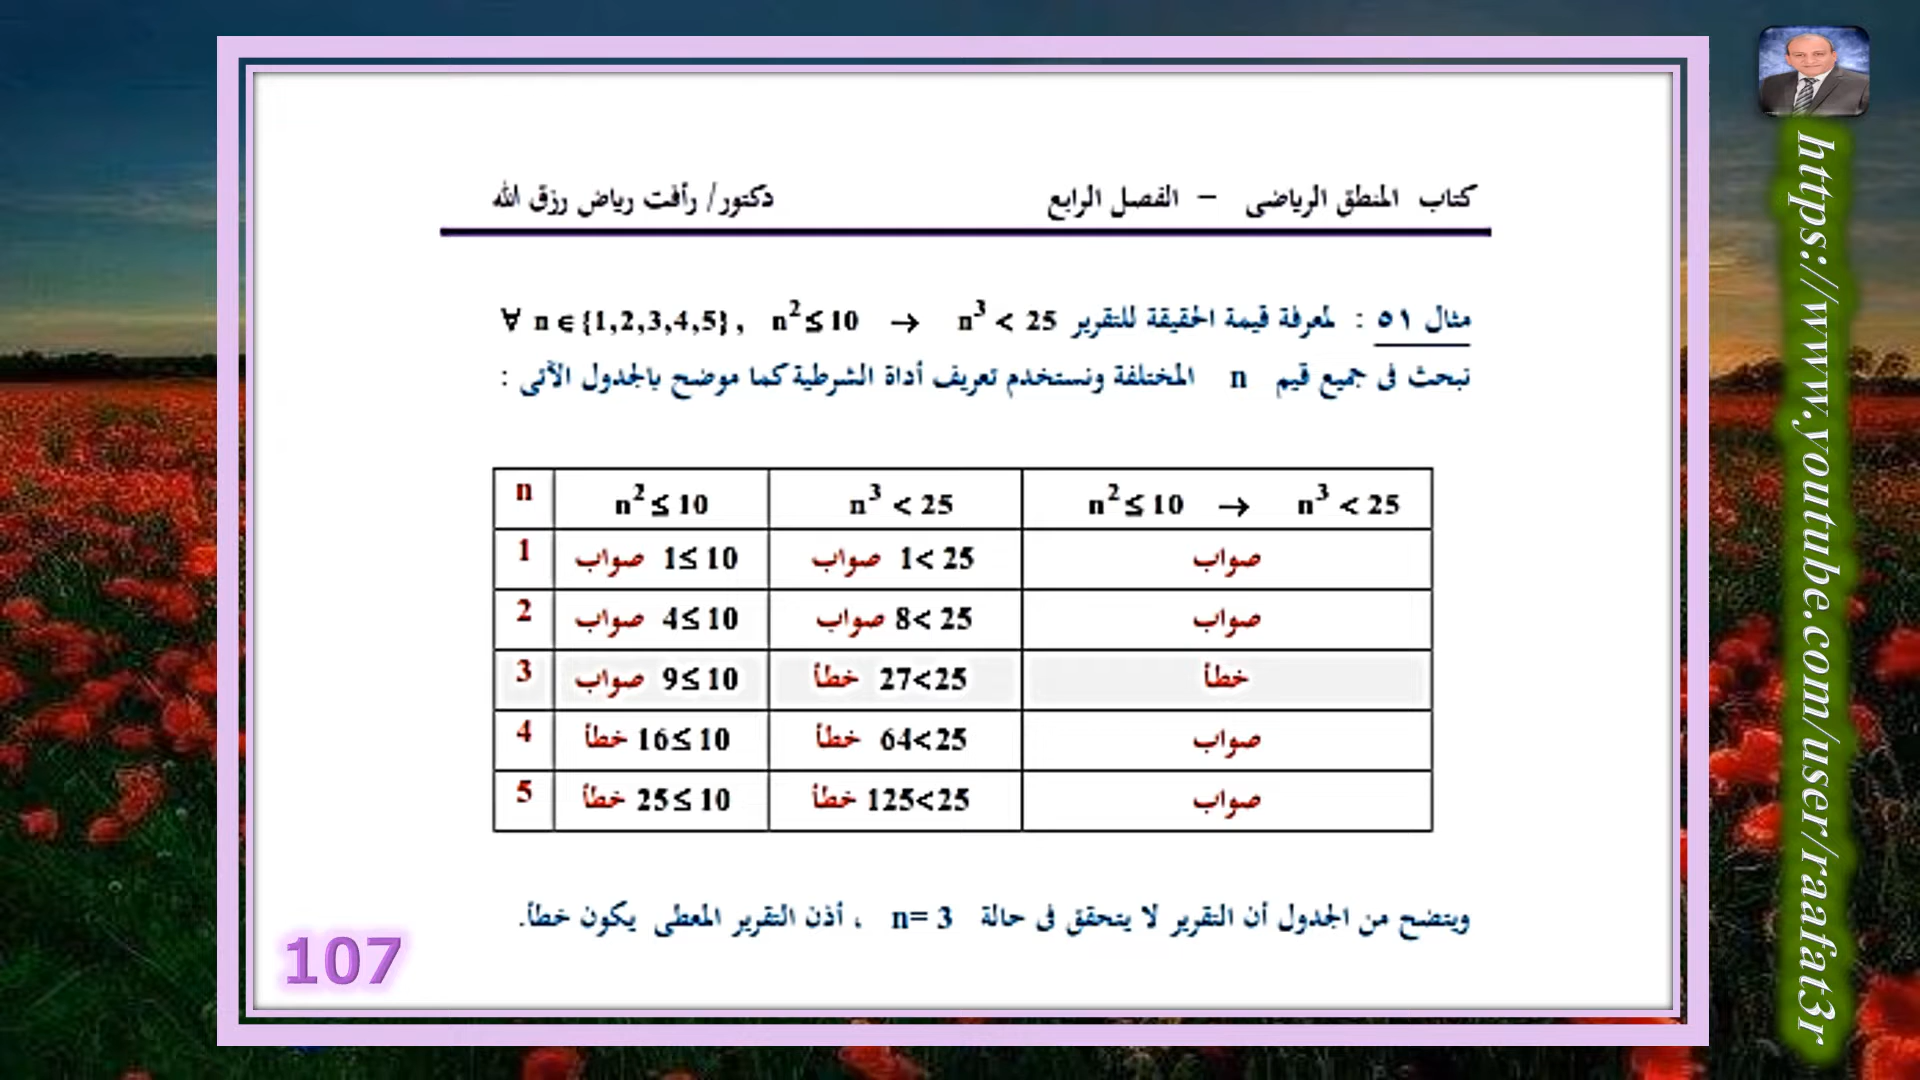 كتاب المنطق الرياضى – الفصل الرابع دكتور/ رأفت رياض رزق الله
مثال ٥١ : لمعرفة قيمة الحقيقة للتقرير ∀ n ∈ {1,2,3,4,5} , n² ≤ 10 → n³ < 25
نبحث فى جميع قيم n المختلفة ونستخدم تعريف أداة الشرطية كما موضح بالجدول الآتى :
n n² ≤ 10 n³ < 25 n² ≤ 10 → n³ < 25
1 صواب 1≤ 10 صواب 1< 25 صواب
2 صواب 4≤ 10 صواب 8< 25 صواب
3 صواب 9≤ 10 خطأ 27<25 خطأ
4 خطأ 16≤ 10 خطأ 64<25 صواب
5 خطأ 25≤ 10 خطأ 125<25 صواب
ويتضح من الجدول أن التقرير لا يتحقق فى حالة n= 3 ، أذن التقرير المعطى يكون خطأ.
107
https://www.youtube.com/user/raafat3r